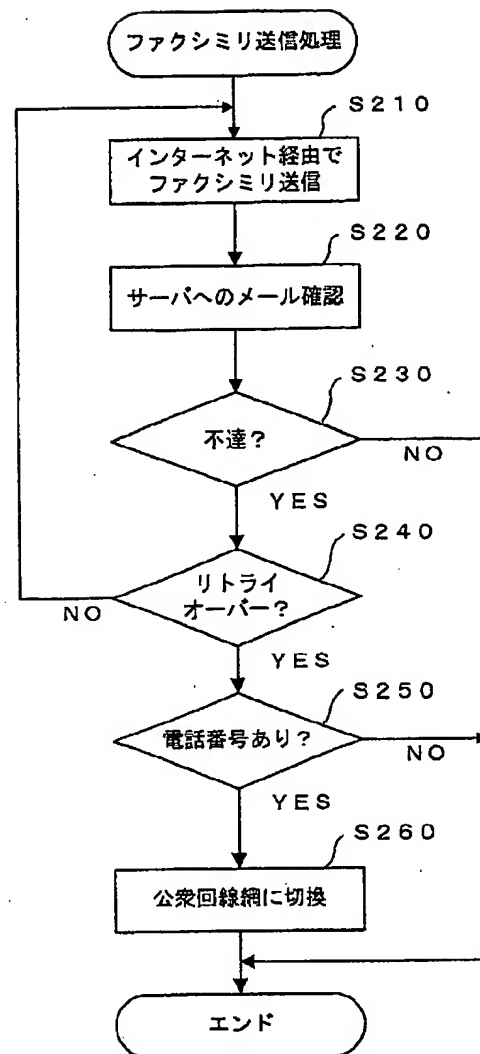 ファクシミリ送信処理
S210
インターネット経由で
ファクシミリ送信
S220
サーバへのメール確認
S230
不達?
NO
YES
S240
リトライ
オーバー?
NO
YES
S250
電話番号あり?
NO
YES
S260
公衆回線網に切換
エンド